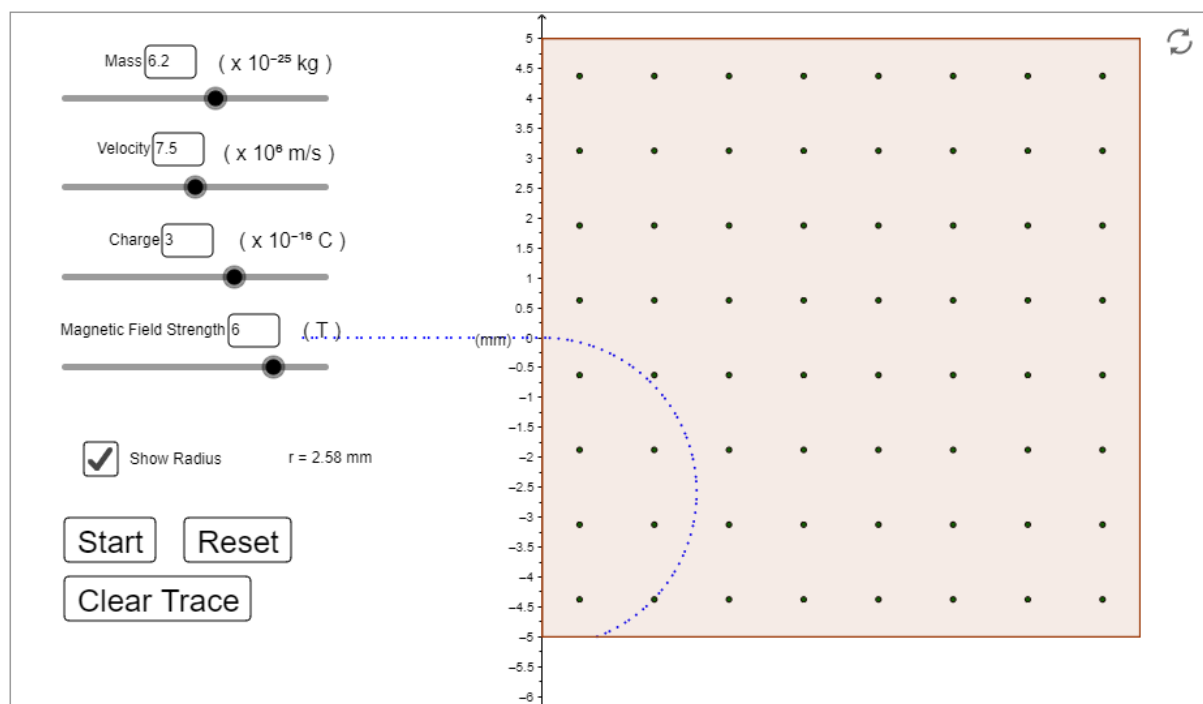 Mass 6.2 ( x 10⁻²⁵ kg )
Velocity 7.5 ( x 10⁶ m/s )
Charge 3 ( x 10⁻¹⁶ C )
Magnetic Field Strength 6 ( T )
Show Radius r = 2.58 mm
Start Reset
Clear Trace
5
4.5
4
3.5
3
2.5
2
1.5
1
0.5
(mm) 0
–0.5
–1
–1.5
–2
–2.5
–3
–3.5
–4
–4.5
–5
–5.5
–6